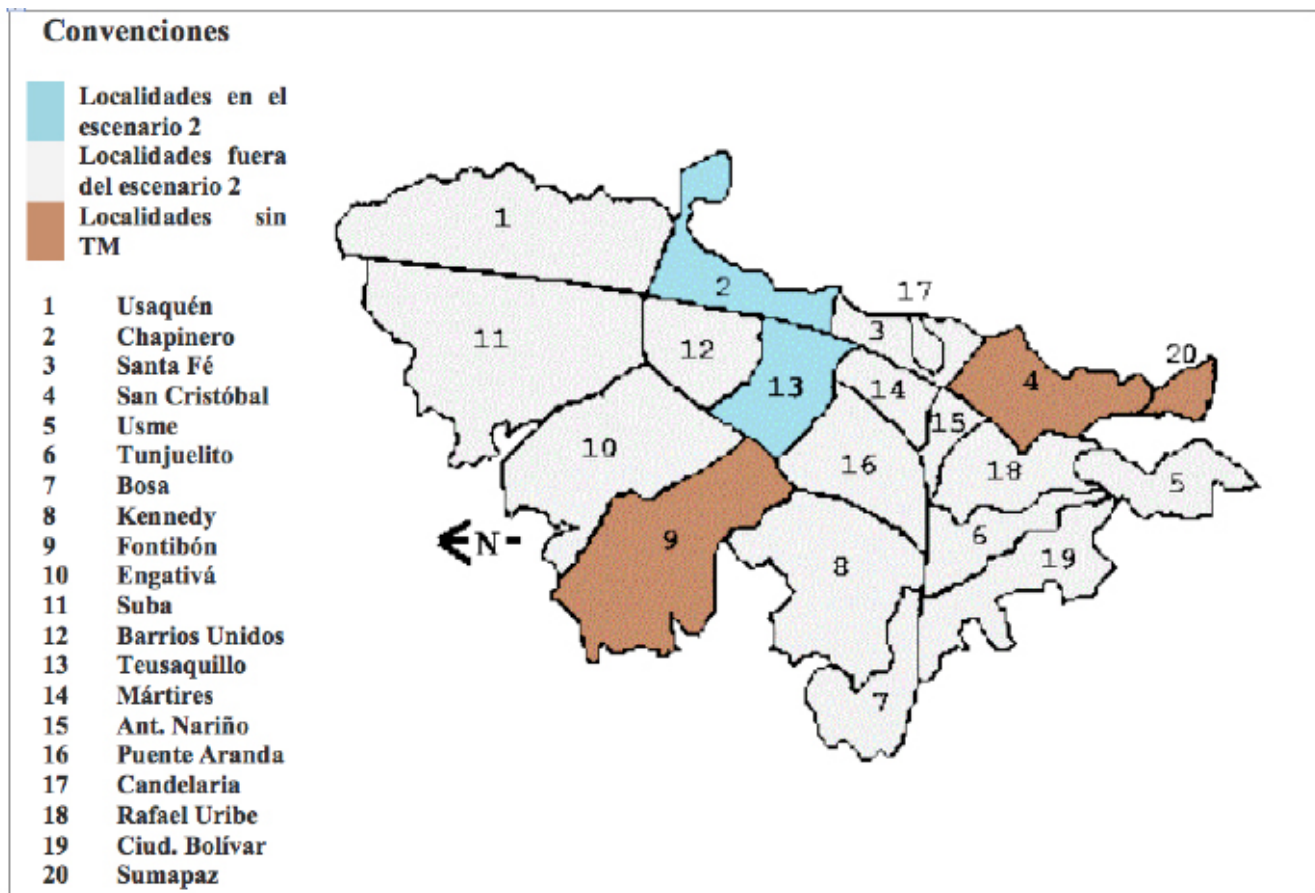 Convenciones
Localidades en el
escenario 2
Localidades fuera
del escenario 2
Localidades sin
TM
1 Usaquén
2 Chapinero
3 Santa Fé
4 San Cristóbal
5 Usme
6 Tunjuelito
7 Bosa
8 Kennedy
9 Fontibón
10 Engativá
11 Suba
12 Barrios Unidos
13 Teusaquillo
14 Mártires
15 Ant. Nariño
16 Puente Aranda
17 Candelaria
18 Rafael Uribe
19 Ciud. Bolívar
20 Sumapaz
1
2
17
3
11
12
20
13
14
4
15
10
16
18
5
N
9
6
8
19
7